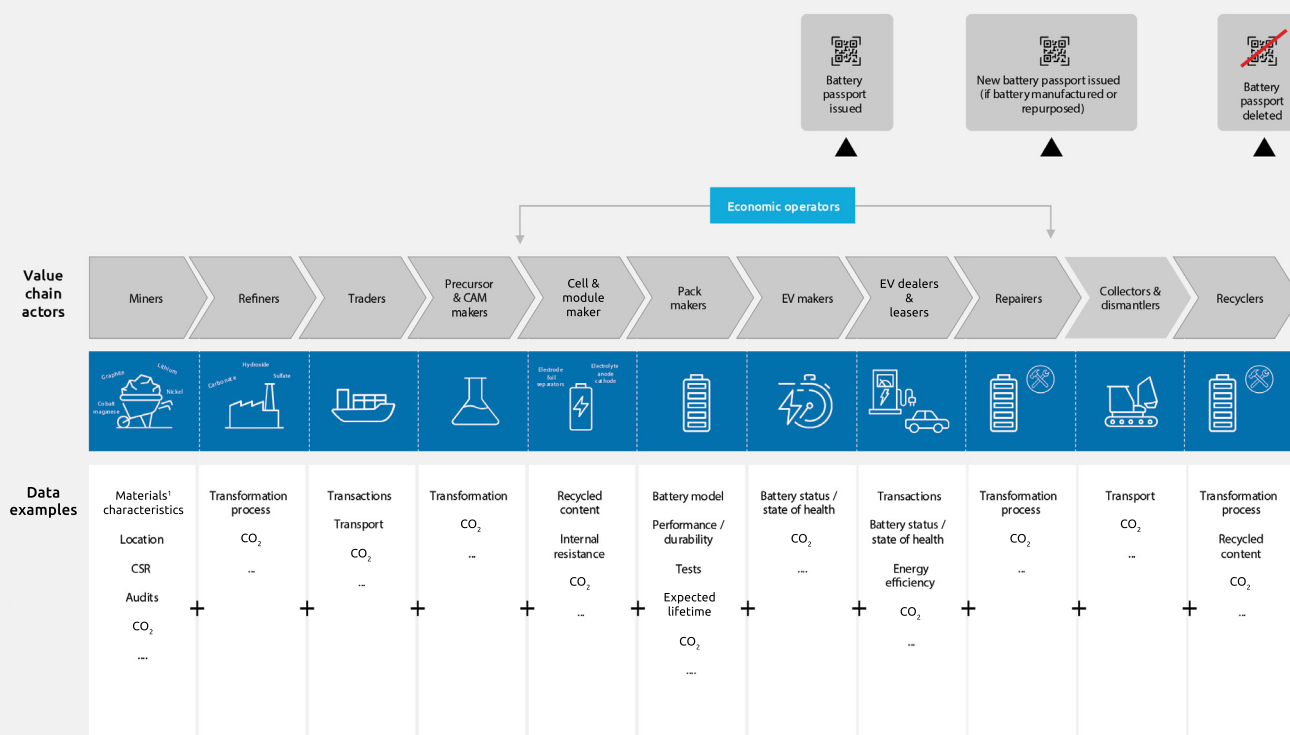 Battery
passport
issued
New battery passport issued
(if battery manufactured or
repurposed)
Battery
passport
deleted
Economic operators
Value
chain
actors
Miners
Refiners
Traders
Precursor
& CAM
makers
Cell &
module
maker
Pack
makers
EV makers
EV dealers
&
leasers
Repairers
Collectors &
dismantlers
Recyclers
Graphite
Lithium
Nickel
Cobalt
maganese
Carbonate
Hydroxide
Sulfate
Electrode
foil
separators
Electrolyte
anode
cathode
Data
examples
Materials¹
characteristics
Location
CSR
Audits
CO₂
....
+
Transformation
process
CO₂
...
+
Transactions
Transport
CO₂
...
+
Transformation
CO₂
...
+
Recycled
content
Internal
resistance
CO₂
...
+
Battery model
Performance /
durability
Tests
Expected
lifetime
CO₂
....
+
Battery status /
state of health
CO₂
....
+
Transactions
Battery status /
state of health
Energy
efficiency
CO₂
...
+
Transformation
process
CO₂
...
+
Transport
CO₂
...
+
Transformation
process
Recycled
content
CO₂
...